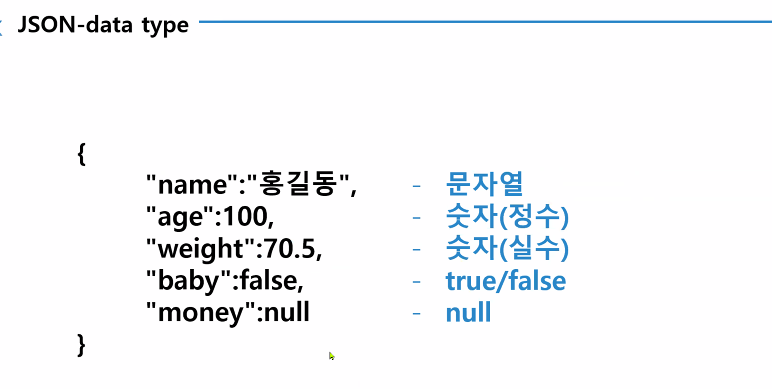 JSON-data type
{
"name":"홍길동", - 문자열
"age":100, - 숫자(정수)
"weight":70.5, - 숫자(실수)
"baby":false, - true/false
"money":null - null
}